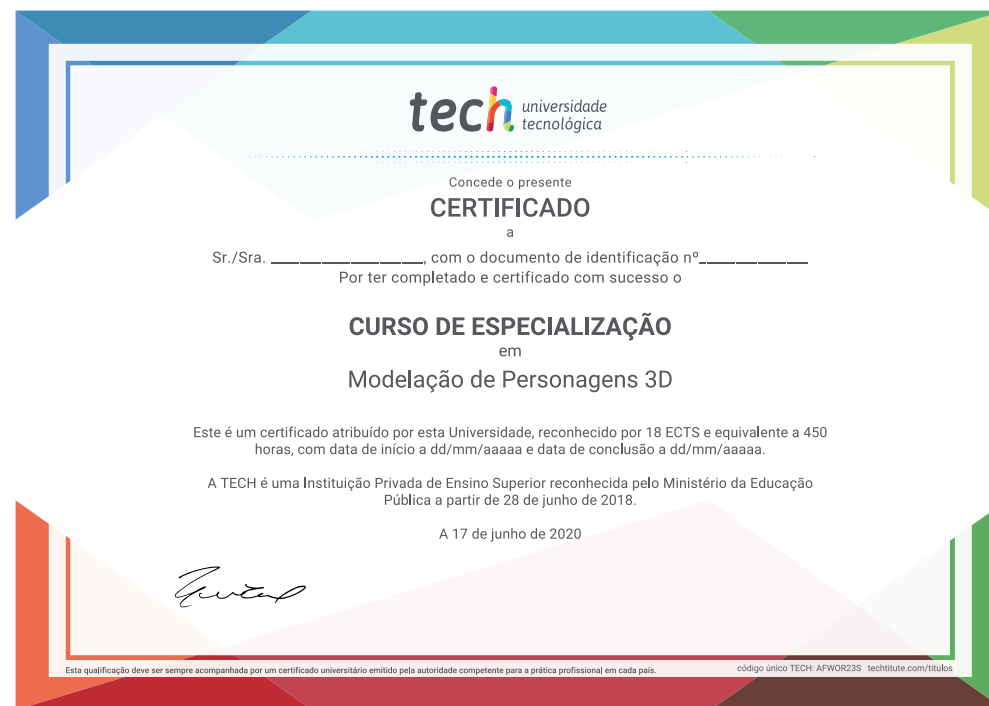 tech universidade
tecnológica
Concede o presente
CERTIFICADO
a
Sr./Sra. ____________________, com o documento de identificação nº______________
Por ter completado e certificado com sucesso o
CURSO DE ESPECIALIZAÇÃO
em
Modelação de Personagens 3D
Este é um certificado atribuído por esta Universidade, reconhecido por 18 ECTS e equivalente a 450
horas, com data de início a dd/mm/aaaaa e data de conclusão a dd/mm/aaaaa.
A TECH é uma Instituição Privada de Ensino Superior reconhecida pelo Ministério da Educação
Pública a partir de 28 de junho de 2018.
A 17 de junho de 2020
Esta qualificação deve ser sempre acompanhada por um certificado universitário emitido pela autoridade competente para a prática profissional em cada país.
código único TECH: AFWOR23S techtitute.com/titulos